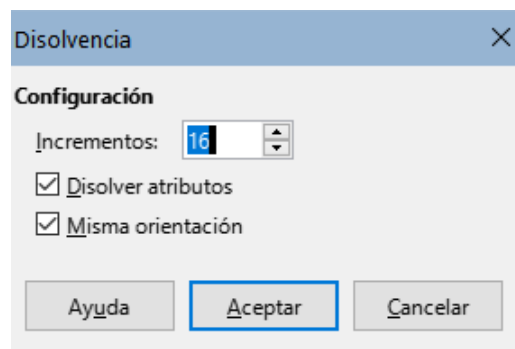 Disolvencia
Configuración
Incrementos: 16
Disolver atributos
Misma orientación
Ayuda Aceptar Cancelar